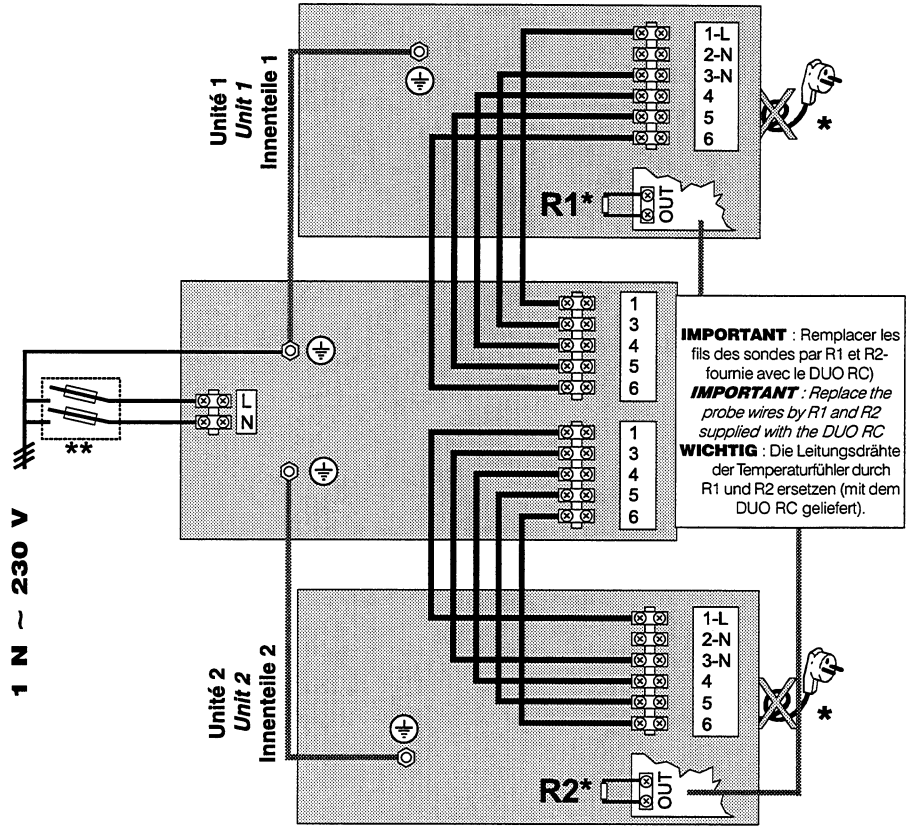 Unité 1
Unit 1
Innenteile 1
1-L
2-N
3-N
4
5
6
*
R1*
OUT
1
3
4
5
6
L
N
**
1 N ~ 230 V
1
3
4
5
6
IMPORTANT : Remplacer les
fils des sondes par R1 et R2-
fournie avec le DUO RC)
IMPORTANT : Replace the
probe wires by R1 and R2
supplied with the DUO RC
WICHTIG : Die Leitungsdrähte
der Temperaturfühler durch
R1 und R2 ersetzen (mit dem
DUO RC geliefert).
Unité 2
Unit 2
Innenteile 2
1-L
2-N
3-N
4
5
6
*
R2*
OUT